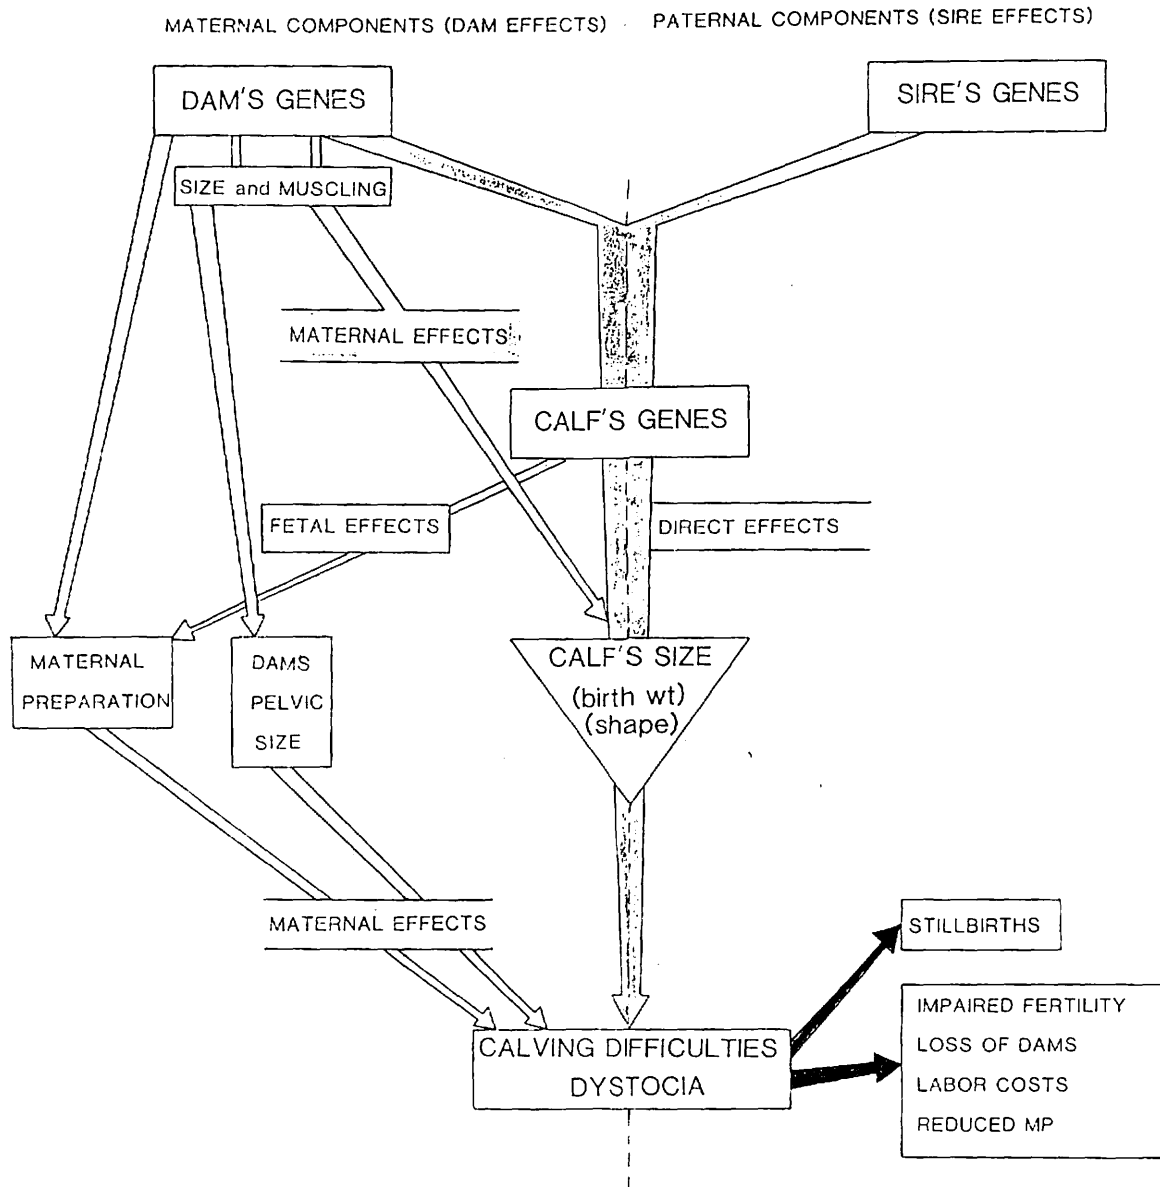 MATERNAL COMPONENTS (DAM EFFECTS)
PATERNAL COMPONENTS (SIRE EFFECTS)
DAM'S GENES
SIRE'S GENES
SIZE and MUSCLING
MATERNAL EFFECTS
CALF'S GENES
FETAL EFFECTS
DIRECT EFFECTS
MATERNAL
PREPARATION
DAMS
PELVIC
SIZE
CALF'S SIZE
(birth wt)
(shape)
MATERNAL EFFECTS
STILLBIRTHS
CALVING DIFFICULTIES
DYSTOCIA
IMPAIRED FERTILITY
LOSS OF DAMS
LABOR COSTS
REDUCED MP